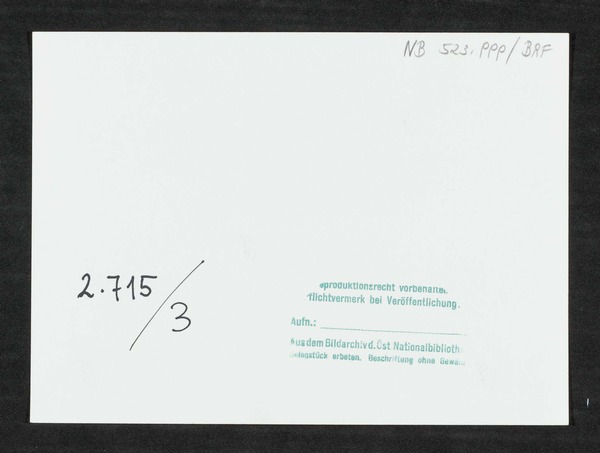 NB 523.PPP/BRF
2.715/3
eproduktionsrecht vorbehalten.
flichtvermerk bei Veröffentlichung.
Aufn.:
Aus dem Bildarchiv d. Öst Nationalbiblioth
elegstück erbeten. Beschriftung ohne Gewä